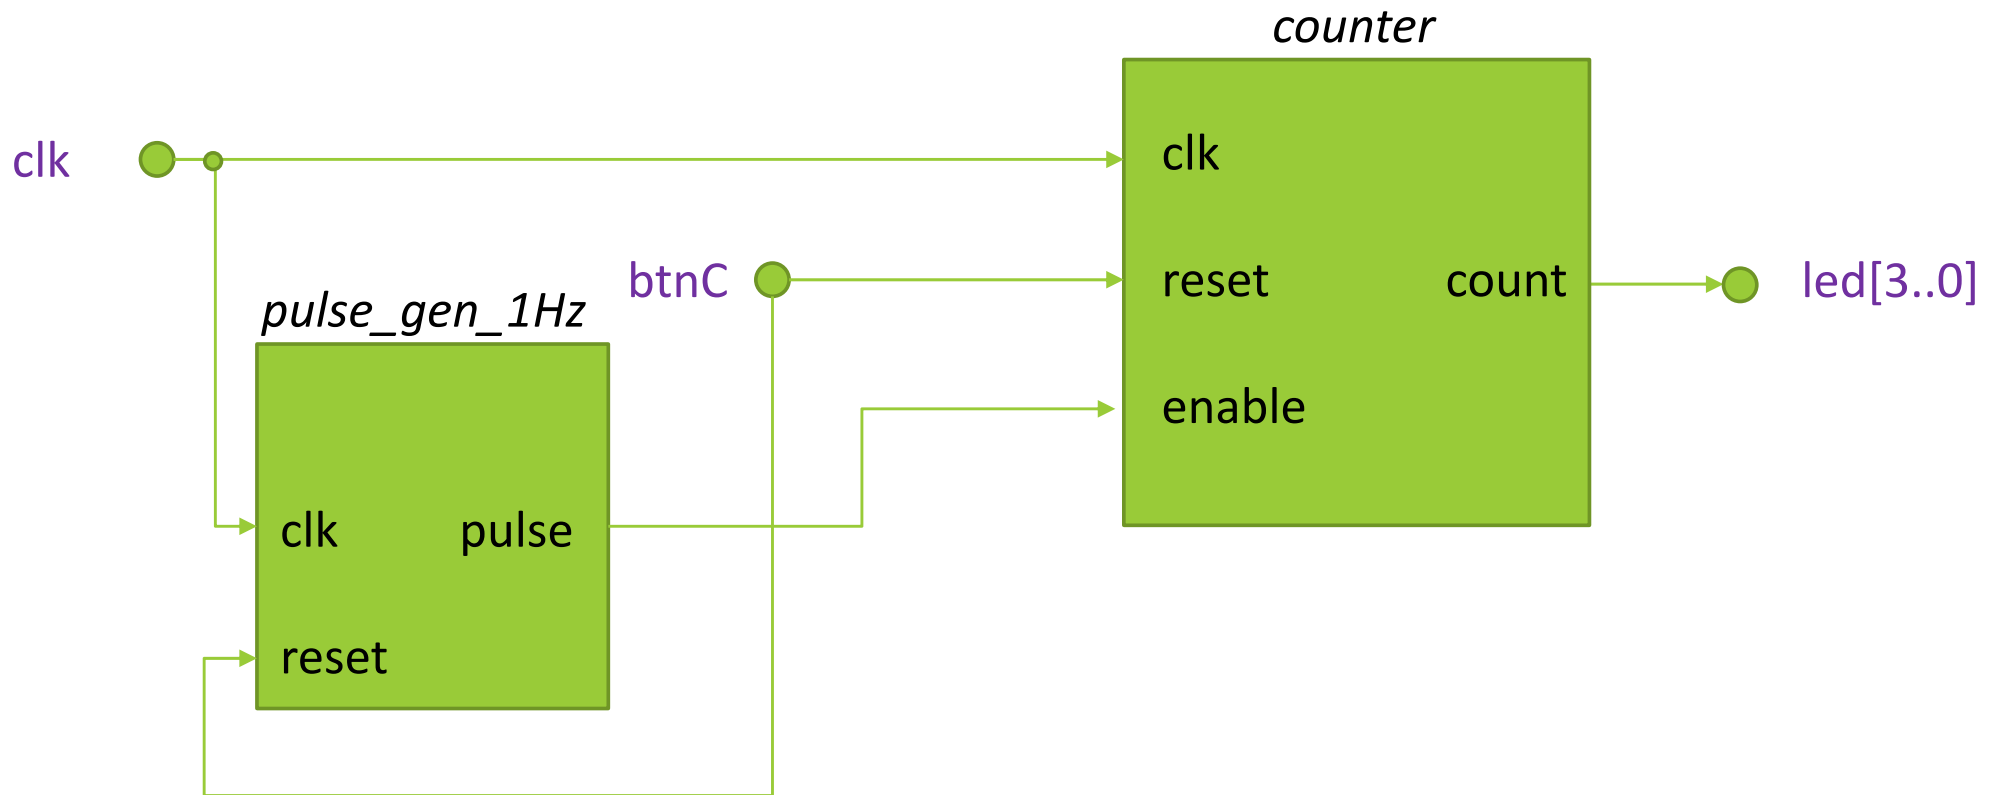 counter
clk
clk
btnC
reset
count
led[3..0]
pulse_gen_1Hz
enable
clk
pulse
reset